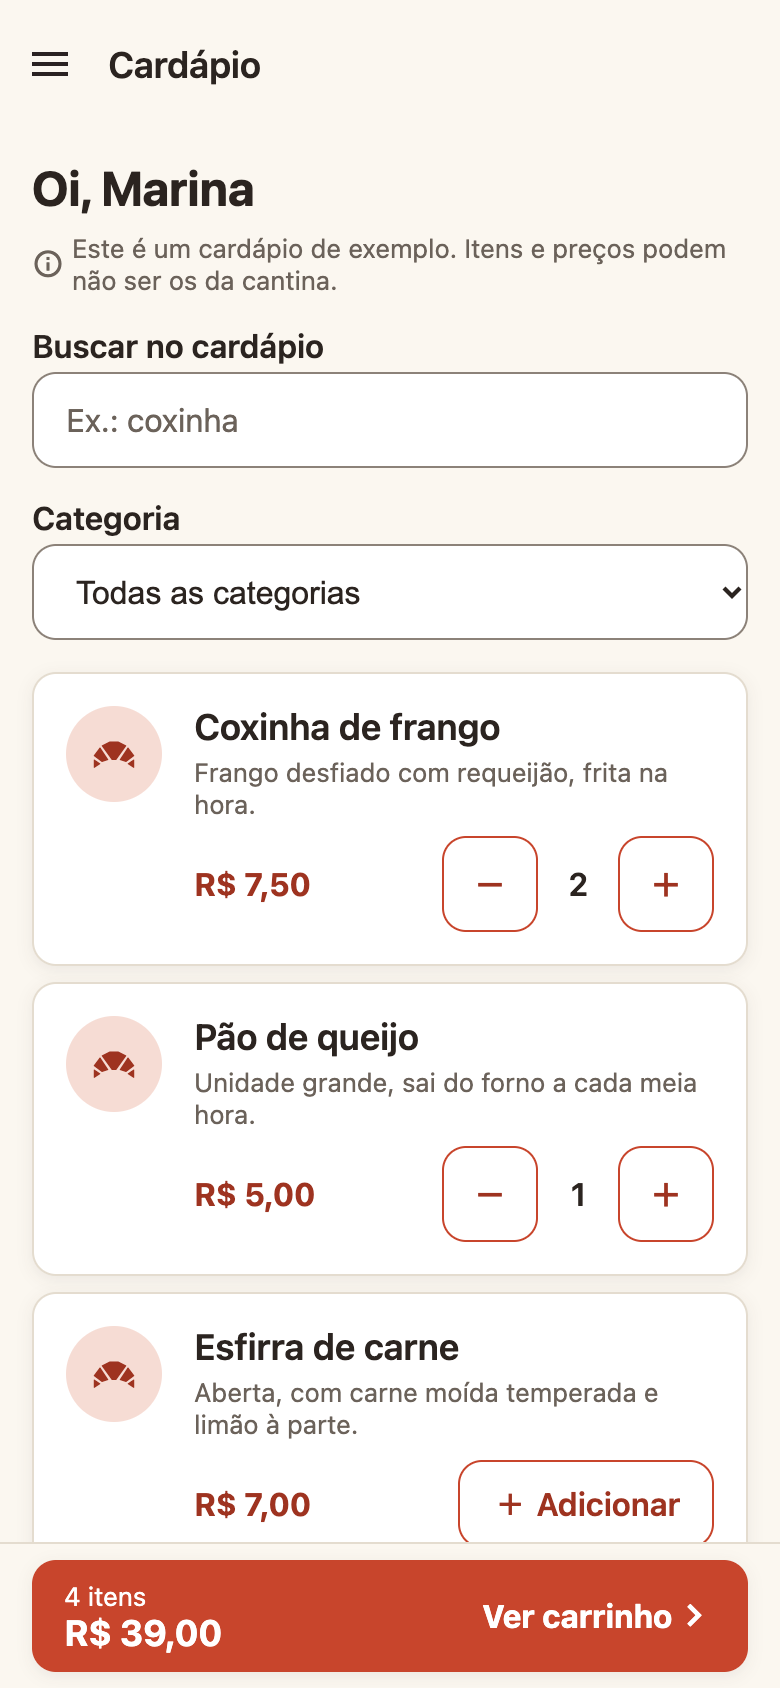 Cardápio
Oi, Marina
Este é um cardápio de exemplo. Itens e preços podem
não ser os da cantina.
Buscar no cardápio
Ex.: coxinha
Categoria
Todas as categorias
Coxinha de frango
Frango desfiado com requeijão, frita na
hora.
R$ 7,50
− 2 +
Pão de queijo
Unidade grande, sai do forno a cada meia
hora.
R$ 5,00
− 1 +
Esfirra de carne
Aberta, com carne moída temperada e
limão à parte.
R$ 7,00
+ Adicionar
4 itens
R$ 39,00
Ver carrinho